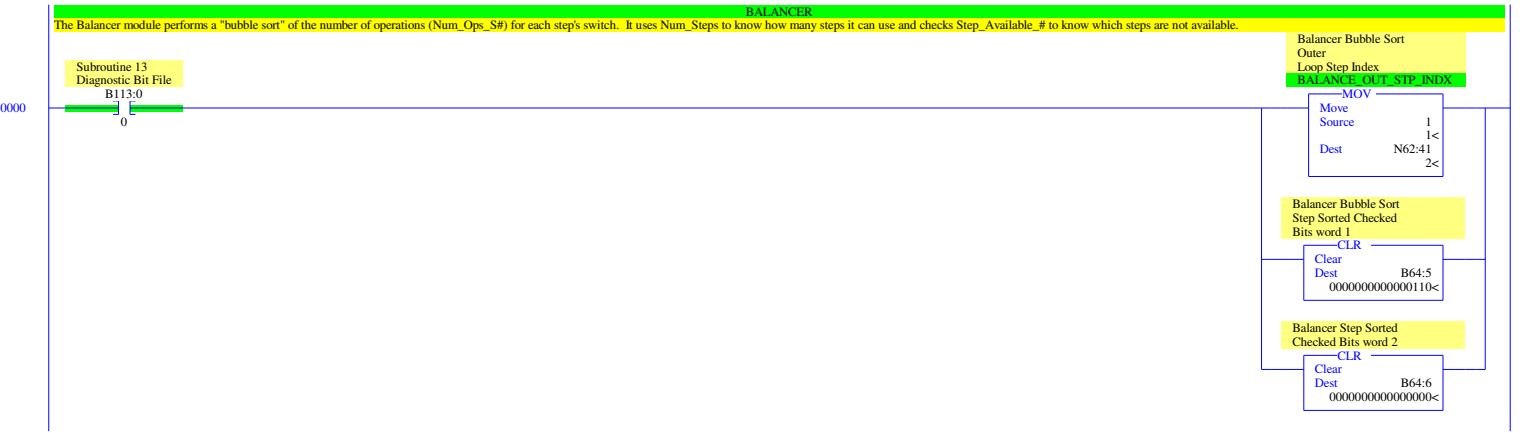 BALANCER
The Balancer module performs a "bubble sort" of the number of operations (Num_Ops_S#) for each step's switch.  It uses Num_Steps to know how many steps it can use and checks Step_Available_# to know which steps are not available.
Balancer Bubble Sort
Outer
Loop Step Index
BALANCE_OUT_STP_INDX
Subroutine 13
Diagnostic Bit File
B113:0
0
0000
MOV
Move
Source 1
1<
Dest N62:41
2<
Balancer Bubble Sort
Step Sorted Checked
Bits word 1
CLR
Clear
Dest B64:5
0000000000000110<
Balancer Step Sorted
Checked Bits word 2
CLR
Clear
Dest B64:6
0000000000000000<